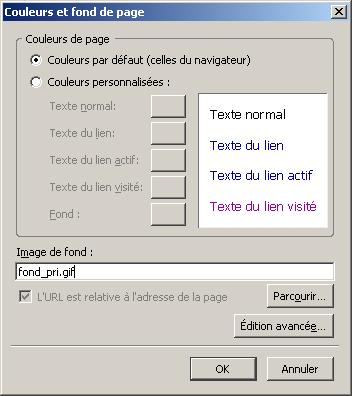 Couleurs et fond de page
Couleurs de page
Couleurs par défaut (celles du navigateur)
Couleurs personnalisées :
Texte normal:
Texte du lien:
Texte du lien actif:
Texte du lien visité:
Fond :
Texte normal
Texte du lien
Texte du lien actif
Texte du lien visité
Image de fond :
fond_pri.gif
L'URL est relative à l'adresse de la page
Parcourir...
Édition avancée...
OK
Annuler